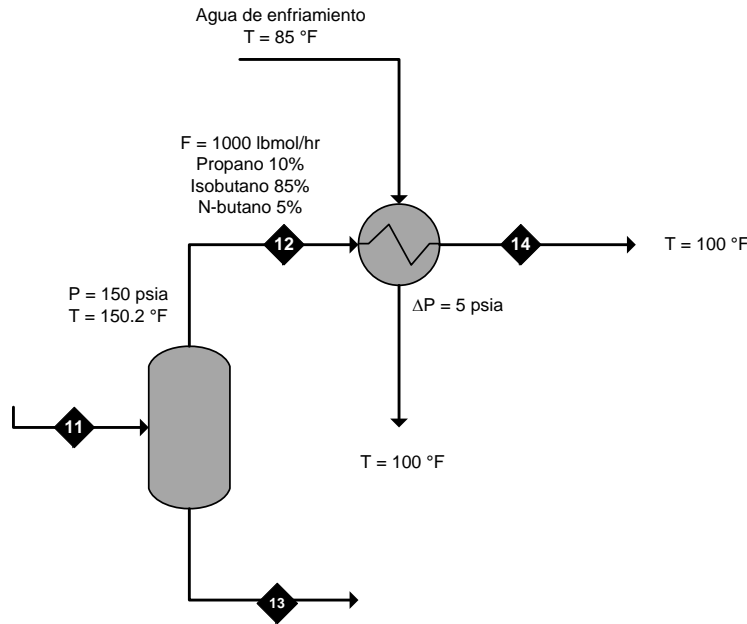 Agua de enfriamiento
T = 85 °F
F = 1000 lbmol/hr
Propano 10%
Isobutano 85%
N-butano 5%
12
14
T = 100 °F
P = 150 psia
T = 150.2 °F
ΔP = 5 psia
11
T = 100 °F
13